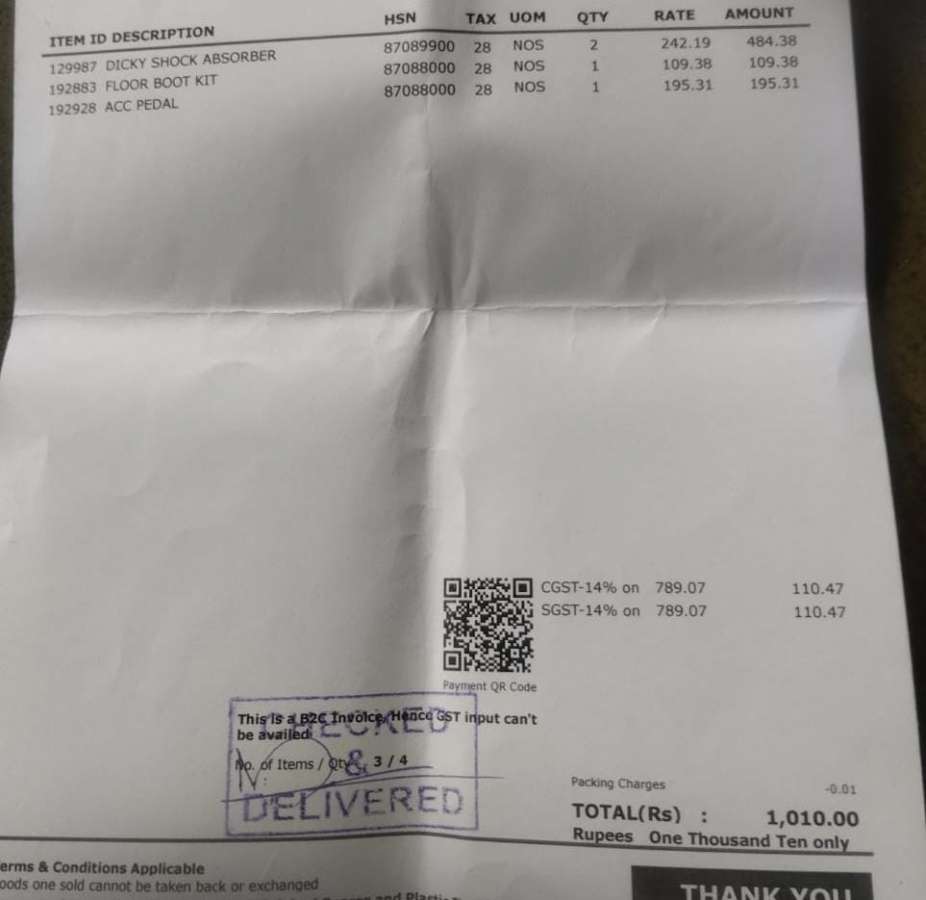 ITEM ID DESCRIPTION HSN TAX UOM QTY RATE AMOUNT
129987 DICKY SHOCK ABSORBER 87089900 28 NOS 2 242.19 484.38
192883 FLOOR BOOT KIT 87088000 28 NOS 1 109.38 109.38
192928 ACC PEDAL 87088000 28 NOS 1 195.31 195.31
CGST-14% on 789.07 110.47
SGST-14% on 789.07 110.47
Payment QR Code
This is a B2C Invoice, Hence GST input can't
be availed
CHECKED
No. of Items / Qty 3 / 4
&
DELIVERED
Packing Charges -0.01
TOTAL(Rs) : 1,010.00
Rupees One Thousand Ten only
erms & Conditions Applicable
oods one sold cannot be taken back or exchanged
THANK YOU